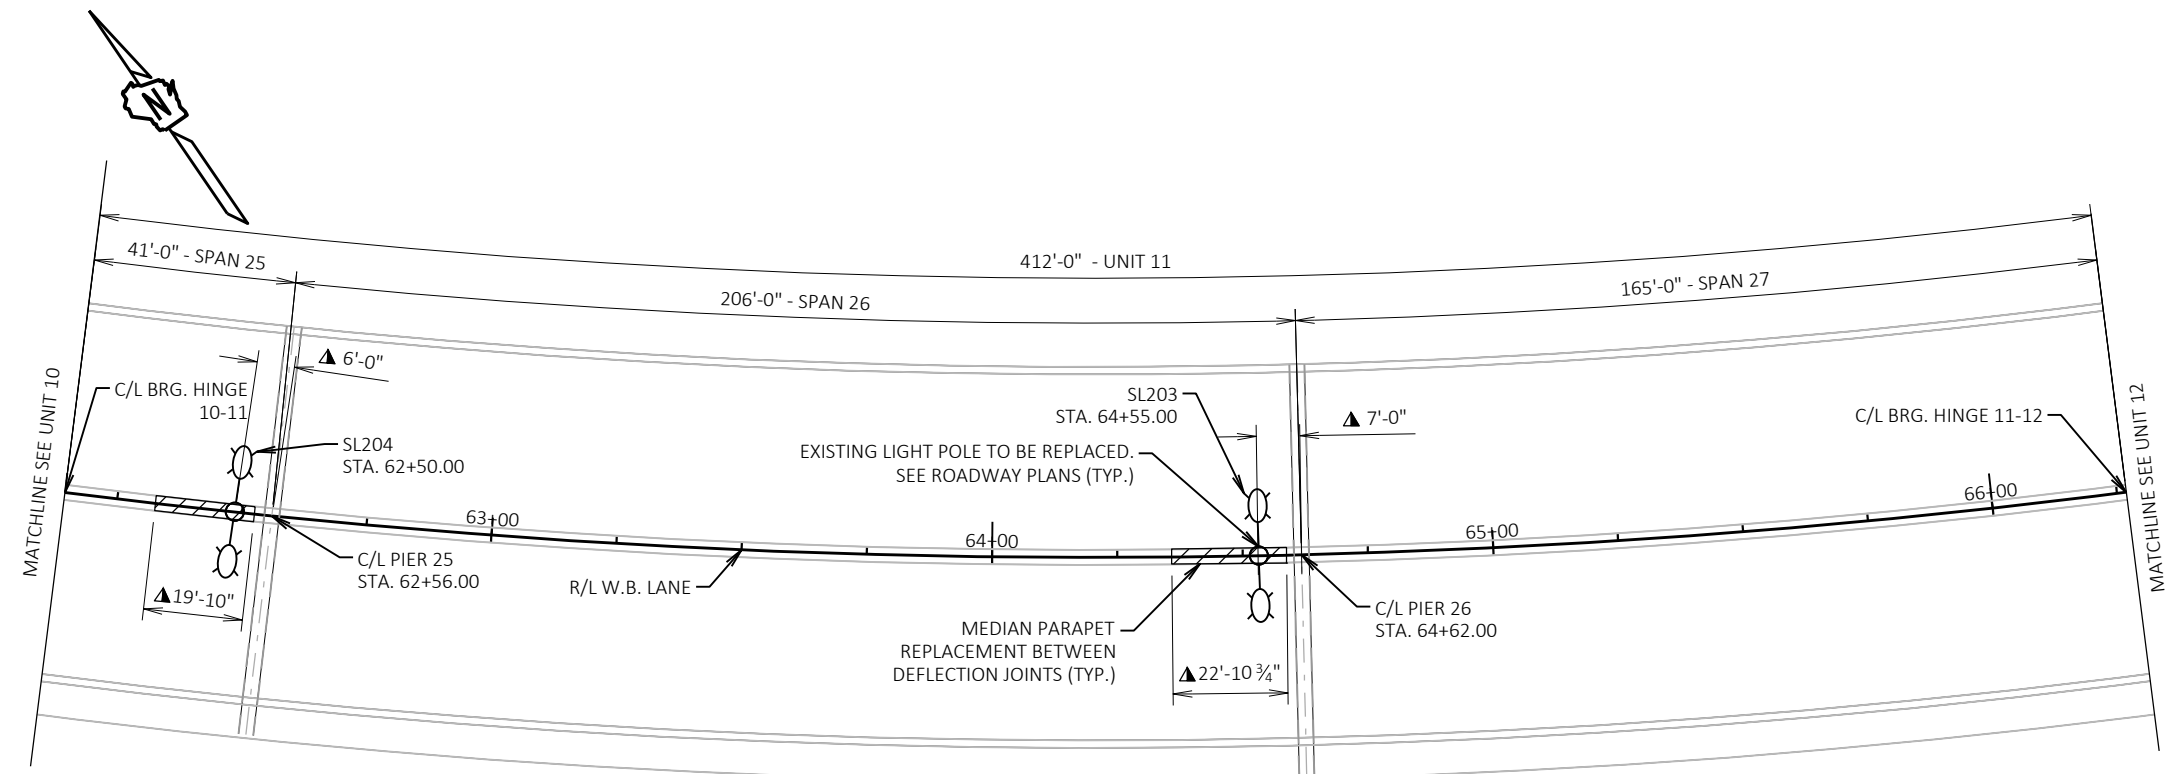 N
W
412'-0" - UNIT 11
41'-0" - SPAN 25
206'-0" - SPAN 26
165'-0" - SPAN 27
6'-0"
C/L BRG. HINGE
10-11
SL204
STA. 62+50.00
SL203
STA. 64+55.00
7'-0"
EXISTING LIGHT POLE TO BE REPLACED.
SEE ROADWAY PLANS (TYP.)
C/L BRG. HINGE 11-12
MATCHLINE SEE UNIT 10
MATCHLINE SEE UNIT 12
63+00
64+00
65+00
66+00
C/L PIER 25
STA. 62+56.00
R/L W.B. LANE
19'-10"
MEDIAN PARAPET
REPLACEMENT BETWEEN
DEFLECTION JOINTS (TYP.)
22'-10 ¾"
C/L PIER 26
STA. 64+62.00